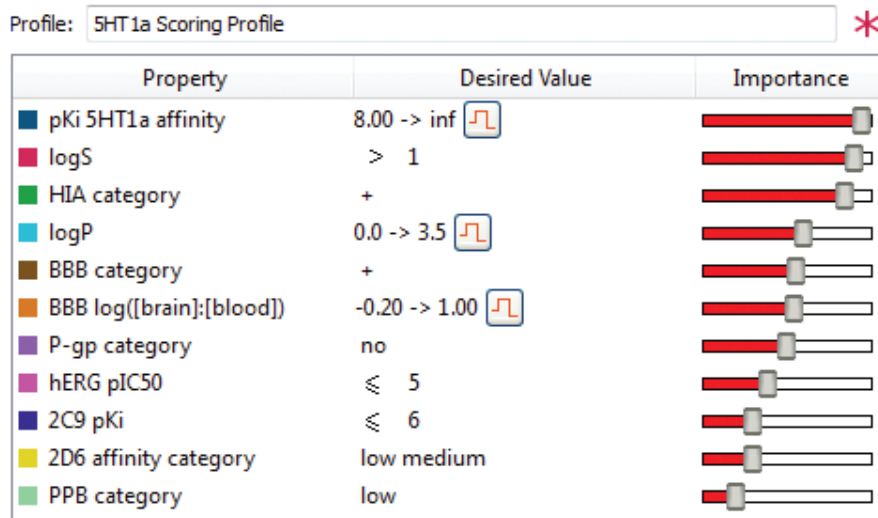 Profile: 5HT1a Scoring Profile
Property Desired Value Importance
pKi 5HT1a affinity 8.00 -> inf
logS > 1
HIA category +
logP 0.0 -> 3.5
BBB category +
BBB log([brain]:[blood]) -0.20 -> 1.00
P-gp category no
hERG pIC50 ⩽ 5
2C9 pKi ⩽ 6
2D6 affinity category low medium
PPB category low